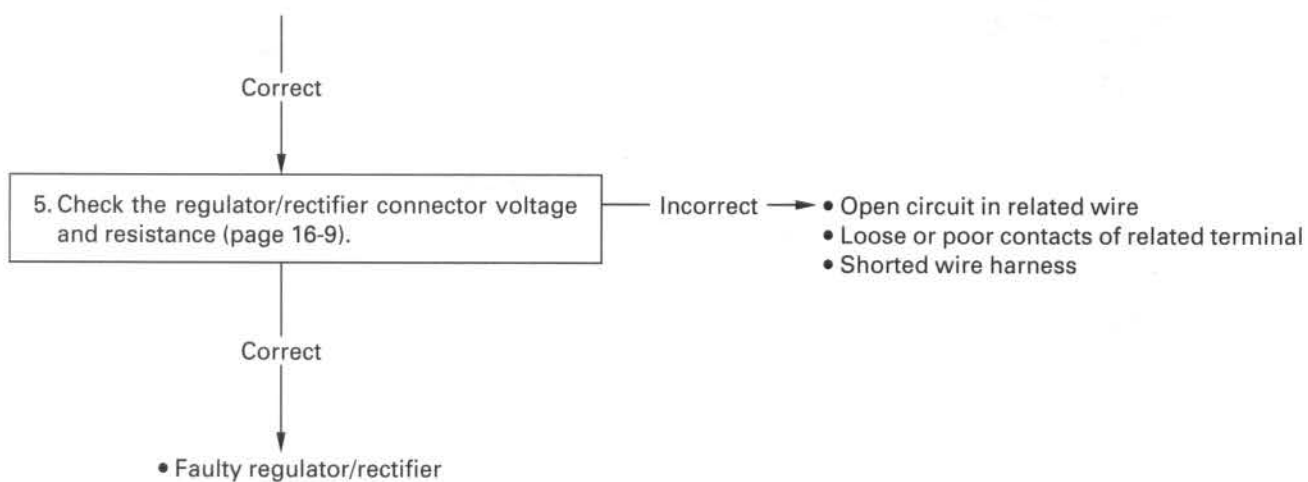 Correct
5. Check the regulator/rectifier connector voltage
and resistance (page 16-9).
Incorrect
• Open circuit in related wire
• Loose or poor contacts of related terminal
• Shorted wire harness
Correct
• Faulty regulator/rectifier